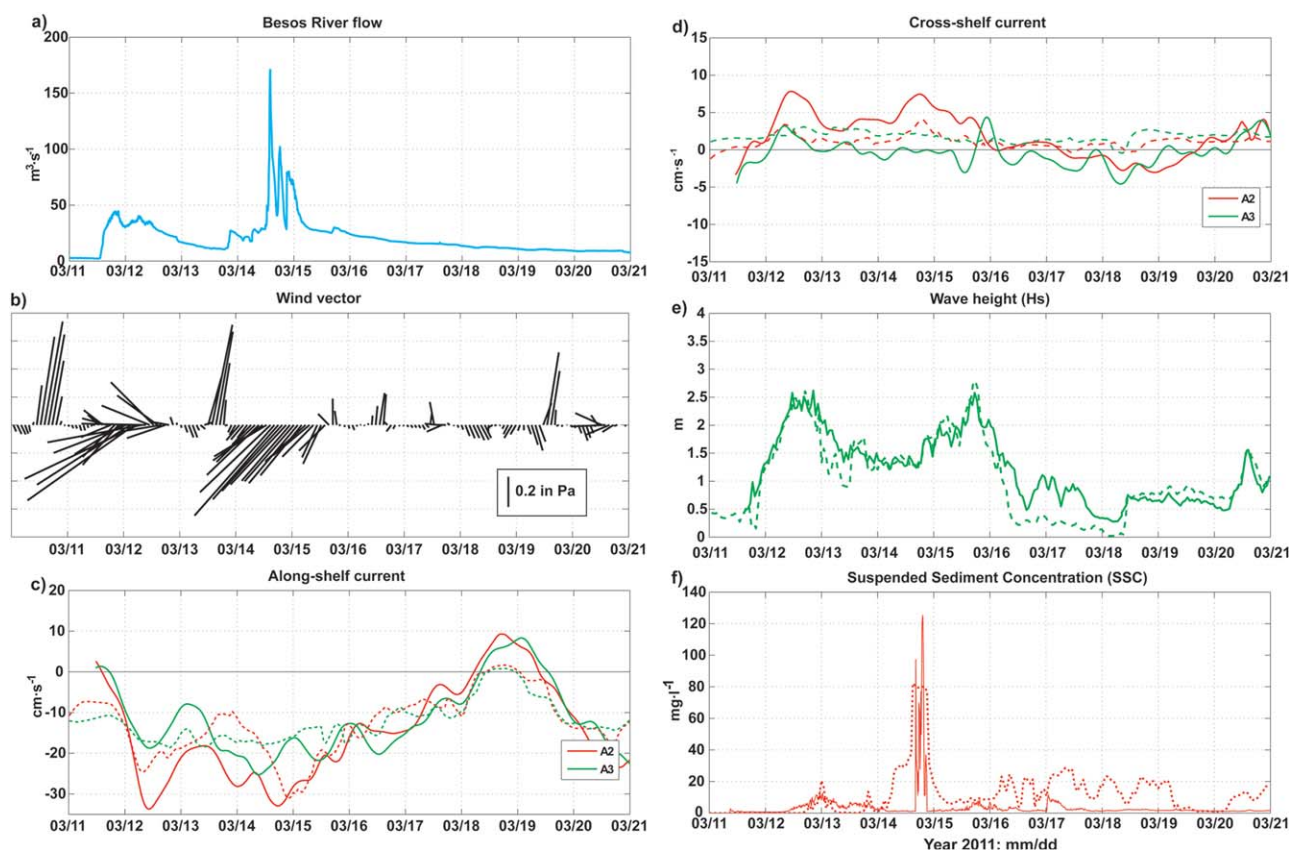 a)
Besos River flow
200
150
100
50
0
m³·s⁻¹
03/11 03/12 03/13 03/14 03/15 03/16 03/17 03/18 03/19 03/20 03/21
b)
Wind vector
0.2 in Pa
03/11 03/12 03/13 03/14 03/15 03/16 03/17 03/18 03/19 03/20 03/21
c)
Along-shelf current
20
10
0
-10
-20
-30
cm·s⁻¹
A2
A3
03/11 03/12 03/13 03/14 03/15 03/16 03/17 03/18 03/19 03/20 03/21
d)
Cross-shelf current
15
10
5
0
-5
-10
-15
cm·s⁻¹
A2
A3
03/11 03/12 03/13 03/14 03/15 03/16 03/17 03/18 03/19 03/20 03/21
e)
Wave height (Hs)
4
3.5
3
2.5
2
1.5
1
0.5
0
m
03/11 03/12 03/13 03/14 03/15 03/16 03/17 03/18 03/19 03/20 03/21
f)
Suspended Sediment Concentration (SSC)
140
120
100
80
60
40
20
0
mg·l⁻¹
03/11 03/12 03/13 03/14 03/15 03/16 03/17 03/18 03/19 03/20 03/21
Year 2011; mm/dd